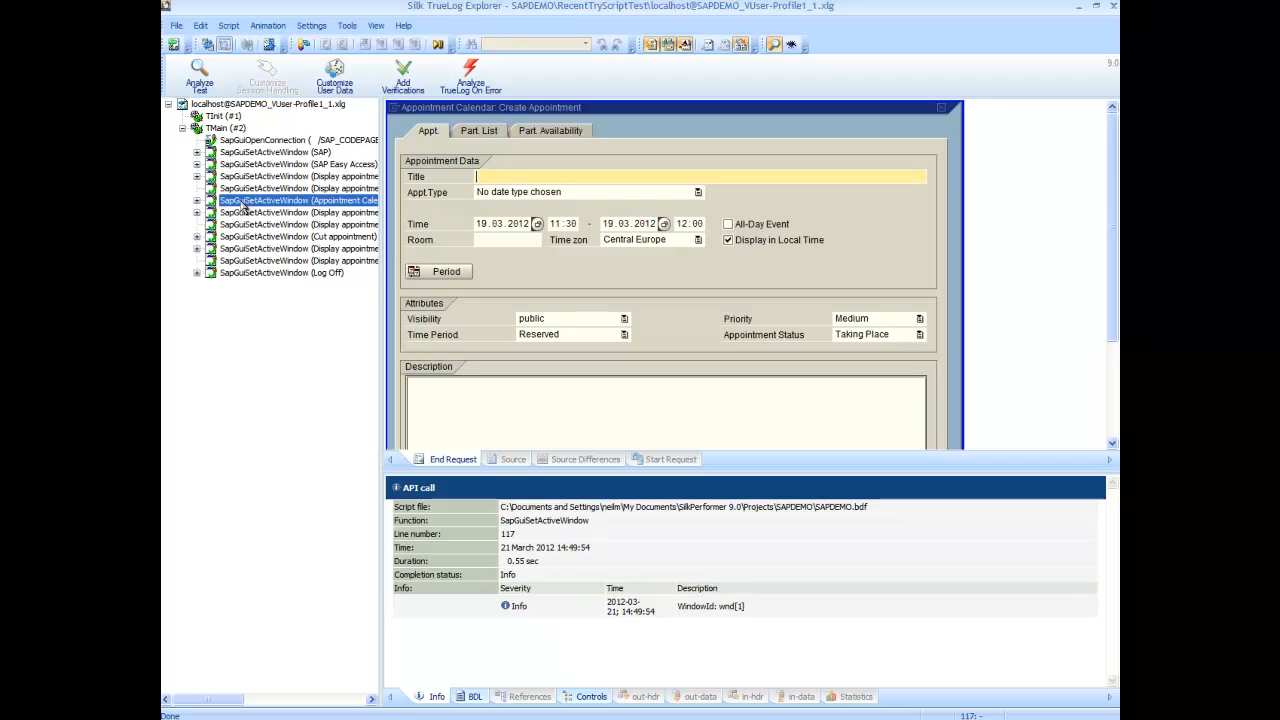 Silk TrueLog Explorer - SAPDEMO\RecentTryScriptTest\localhost@SAPDEMO_VUser-Profile1_1.xlg
File Edit Script Animation Settings Tools View Help
9.0
Analyze Test
Customize Session Handling
Customize User Data
Add Verifications
Analyze TrueLog On Error
localhost@SAPDEMO_VUser-Profile1_1.xlg
TInit (#1)
TMain (#2)
SapGuiOpenConnection ( /SAP_CODEPAGE
SapGuiSetActiveWindow (SAP)
SapGuiSetActiveWindow (SAP Easy Access)
SapGuiSetActiveWindow (Display appointme
SapGuiSetActiveWindow (Display appointme
SapGuiSetActiveWindow (Appointment Cale
SapGuiSetActiveWindow (Display appointme
SapGuiSetActiveWindow (Display appointme
SapGuiSetActiveWindow (Cut appointment)
SapGuiSetActiveWindow (Display appointme
SapGuiSetActiveWindow (Display appointme
SapGuiSetActiveWindow (Log Off)
Appointment Calendar: Create Appointment
Appt. Part. List Part. Availability
Appointment Data
Title
Appt.Type No date type chosen
Time 19.03.2012 11:30 - 19.03.2012 12:00 All-Day Event
Room Time zon Central Europe Display in Local Time
Period
Attributes
Visibility public Priority Medium
Time Period Reserved Appointment Status Taking Place
Description
End Request Source Source Differences Start Request
API call
Script file: C:\Documents and Settings\neilm\My Documents\SilkPerformer 9.0\Projects\SAPDEMO\SAPDEMO.bdf
Function: SapGuiSetActiveWindow
Line number: 117
Time: 21 March 2012 14:49:54
Duration: 0.55 sec
Completion status: Info
Info: Severity Time Description
Info 2012-03-21; 14:49:54 WindowId: wnd[1]
Info BDL References Controls out-hdr out-data in-hdr in-data Statistics
Done 117: -